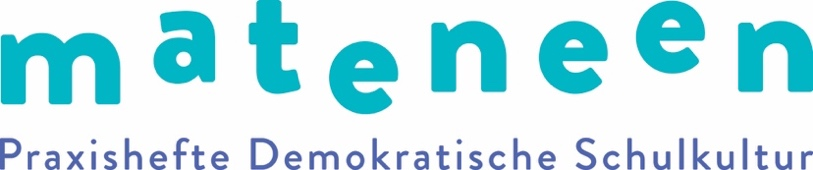 mateneen
Praxishefte Demokratische Schulkultur